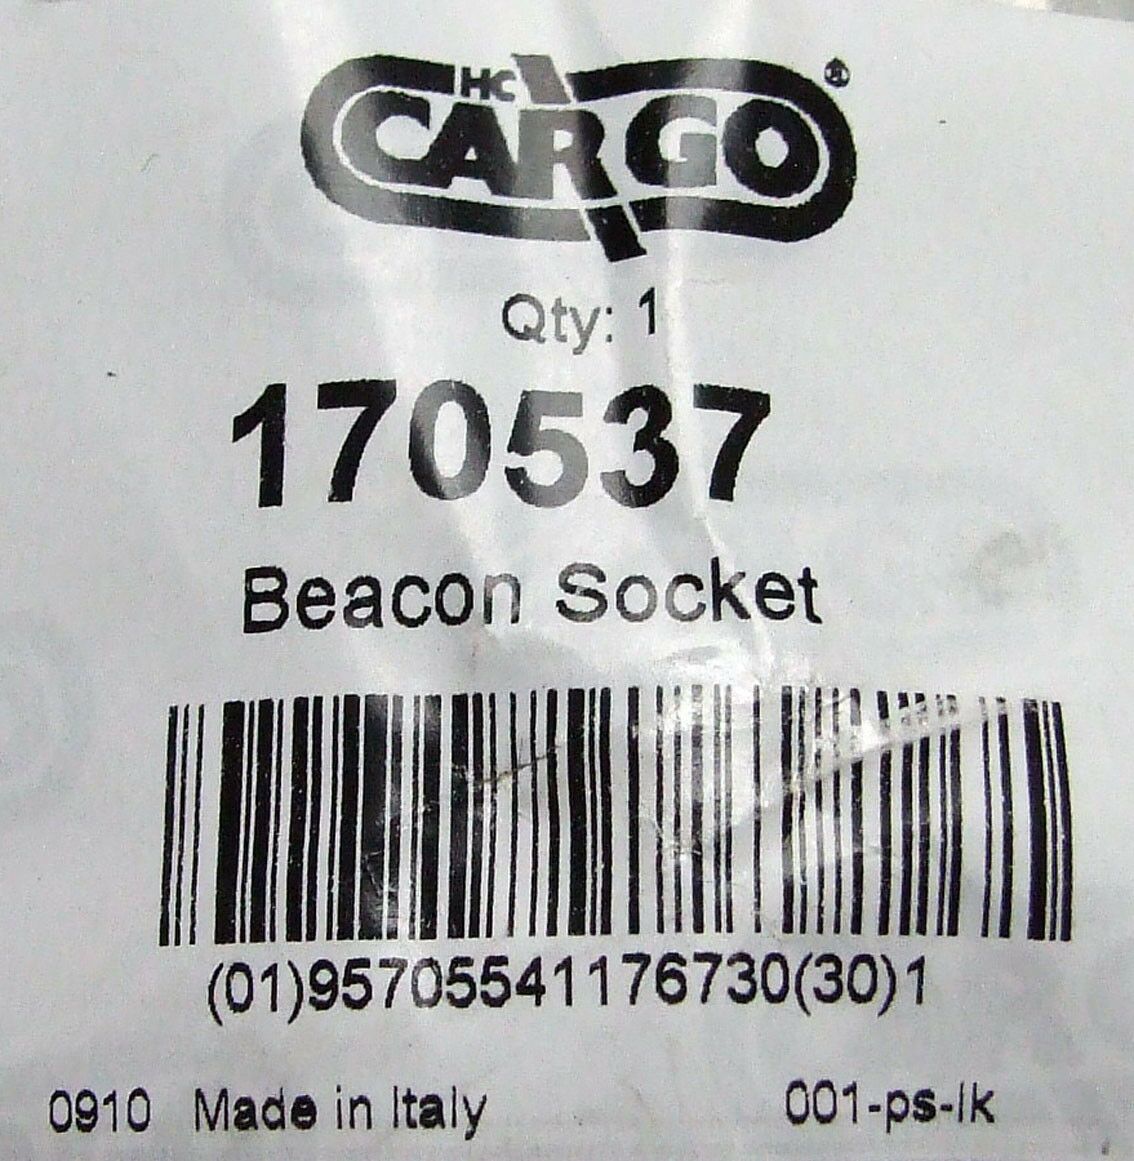 HC
CARGO®
Qty: 1
170537
Beacon Socket
(01)95705541176730(30)1
0910 Made in Italy 001-ps-lk